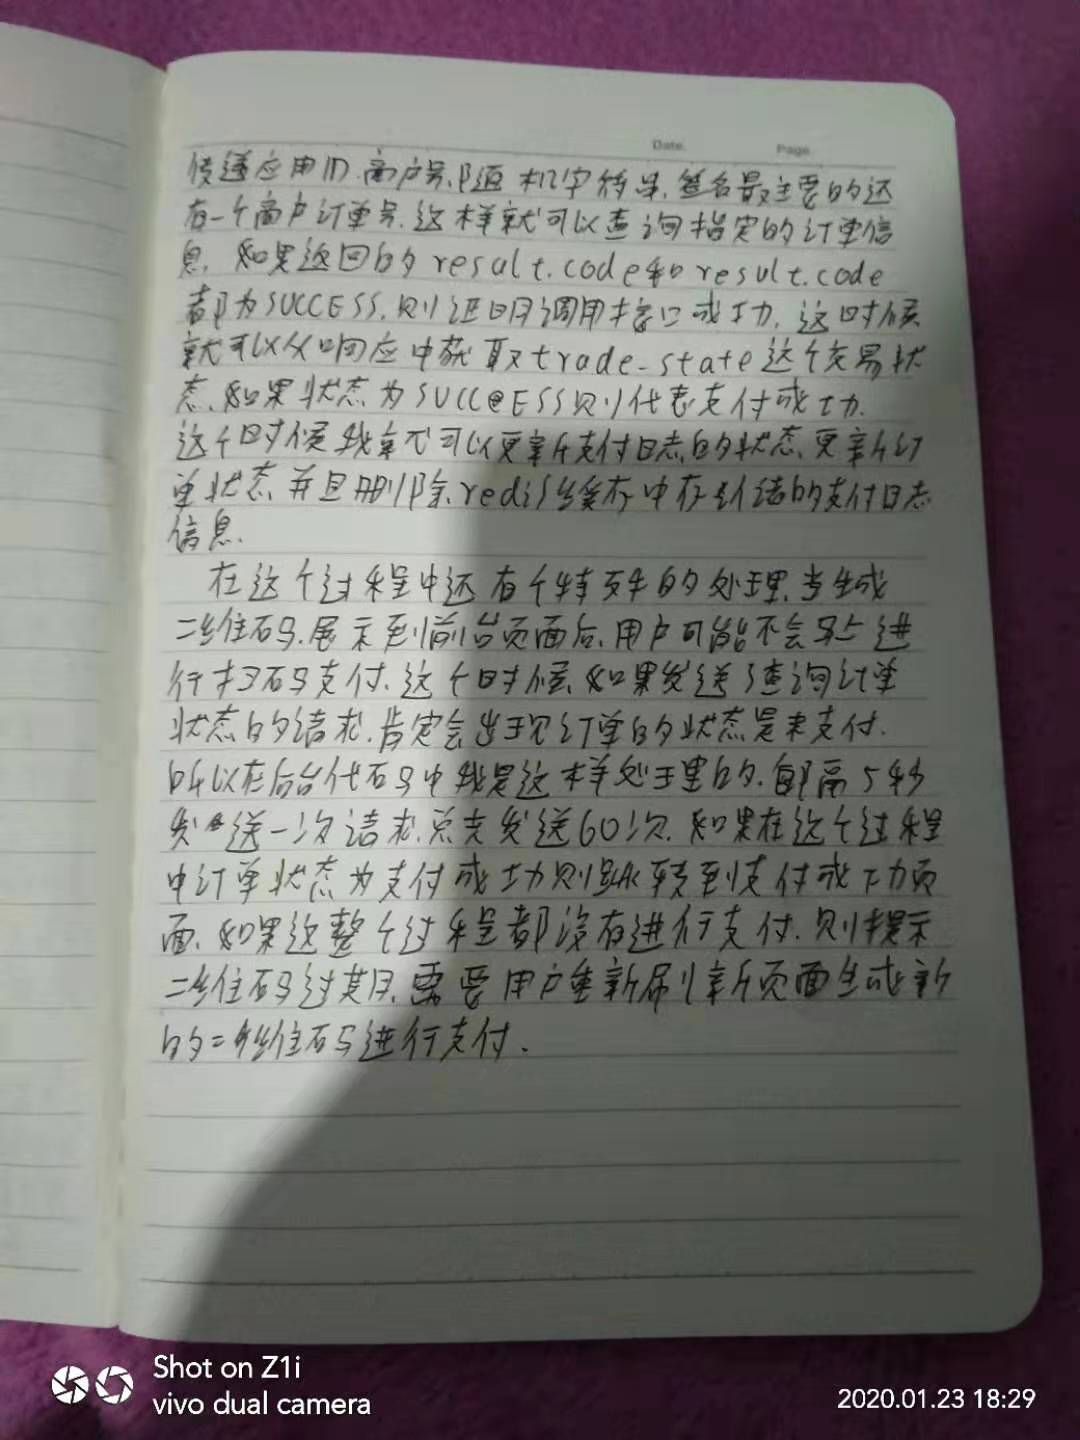 Date.
Page.
传递应用ID.商户号,随机字符串.签名最主要的还
有一个商户订单号.这样就可以查询指定的订单信
息.如果返回的result.code和result.code
都为SUCCESS.则证明调用接口成功.这时候
就可以从响应中获取trade_state这个交易状
态.如果状态为SUCCESS则代表支付成功.
这个时候我就可以更新支付日志的状态.更新订
单状态.并且删除redis缓存中存储的支付日志
信息.
在这个过程中还有个特殊的处理.当生成
二维码.展示到前台页面后.用户可能不会马上进
行扫码支付.这个时候.如果发送了查询订单
状态的请求.肯定会出现订单的状态是未支付.
所以在后台代码中我是这样处理的.每隔5秒
发送一次请求.总共发送60次.如果在这个过程
中订单状态为支付成功则跳转到支付成功页
面.如果这整个过程都没有进行支付.则提示
二维码过期.需要用户重新刷新页面生成新
的二维码进行支付.
Shot on Z1i
vivo dual camera
2020.01.23 18:29